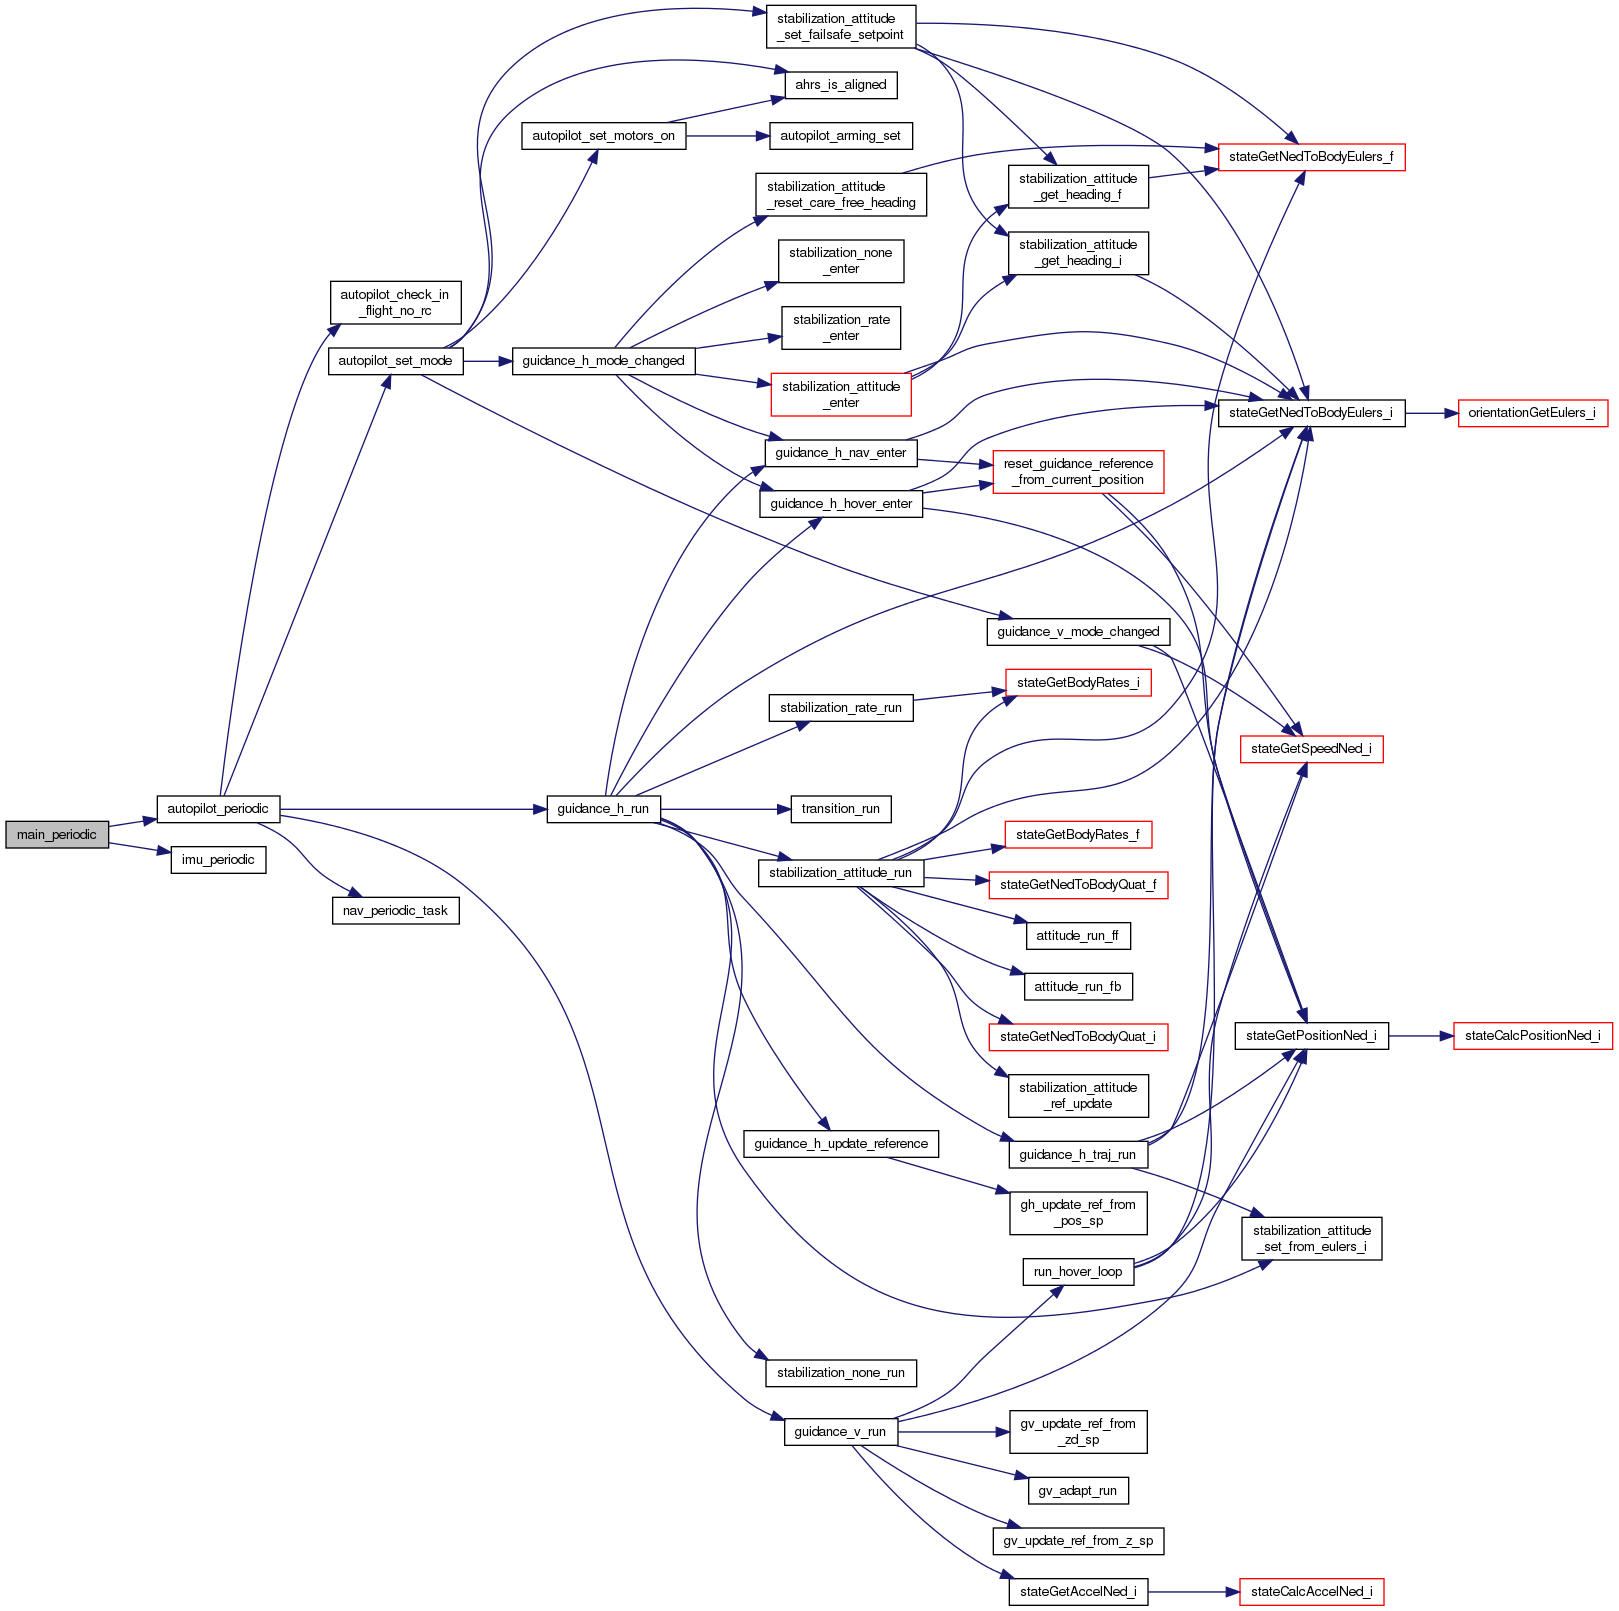 main_periodic
autopilot_periodic
imu_periodic
autopilot_check_in
_flight_no_rc
autopilot_set_mode
nav_periodic_task
autopilot_set_motors_on
guidance_h_mode_changed
guidance_h_run
stabilization_attitude
_set_failsafe_setpoint
ahrs_is_aligned
autopilot_arming_set
stabilization_attitude
_reset_care_free_heading
stabilization_none
_enter
stabilization_rate
_enter
stabilization_attitude
_enter
guidance_h_nav_enter
guidance_h_hover_enter
stabilization_rate_run
transition_run
stabilization_attitude_run
guidance_h_update_reference
stabilization_none_run
guidance_v_run
stabilization_attitude
_get_heading_f
stabilization_attitude
_get_heading_i
reset_guidance_reference
_from_current_position
guidance_v_mode_changed
stateGetBodyRates_i
stateGetBodyRates_f
stateGetNedToBodyQuat_f
attitude_run_ff
attitude_run_fb
stateGetNedToBodyQuat_i
stabilization_attitude
_ref_update
guidance_h_traj_run
gh_update_ref_from
_pos_sp
run_hover_loop
gv_update_ref_from
_zd_sp
gv_adapt_run
gv_update_ref_from_z_sp
stateGetAccelNed_i
stateGetNedToBodyEulers_f
stateGetNedToBodyEulers_i
stateGetSpeedNed_i
stateGetPositionNed_i
stabilization_attitude
_set_from_eulers_i
stateCalcAccelNed_i
orientationGetEulers_i
stateCalcPositionNed_i